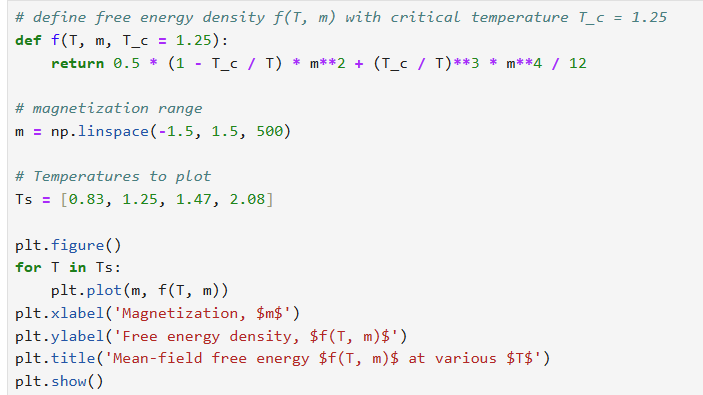 # define free energy density f(T, m) with critical temperature T_c = 1.25
def f(T, m, T_c = 1.25):
    return 0.5 * (1 - T_c / T) * m**2 + (T_c / T)**3 * m**4 / 12

# magnetization range
m = np.linspace(-1.5, 1.5, 500)

# Temperatures to plot
Ts = [0.83, 1.25, 1.47, 2.08]

plt.figure()
for T in Ts:
    plt.plot(m, f(T, m))
plt.xlabel('Magnetization, $m$')
plt.ylabel('Free energy density, $f(T, m)$')
plt.title('Mean-field free energy $f(T, m)$ at various $T$')
plt.show()